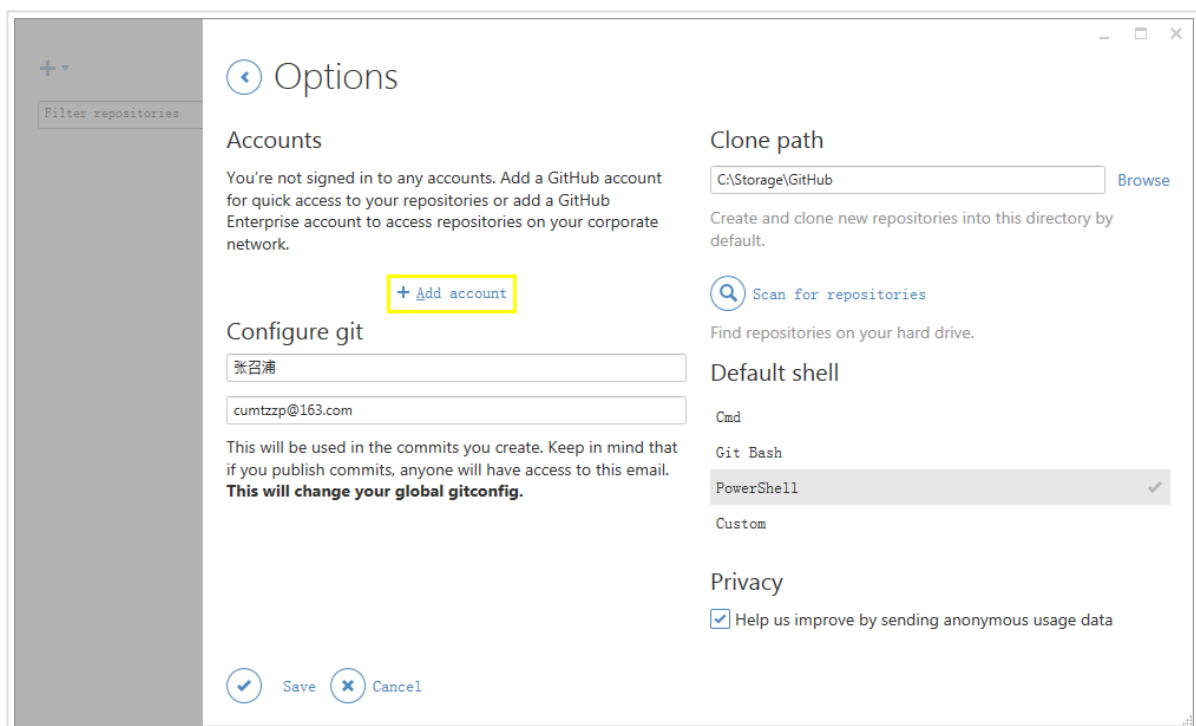 Filter repositories
Options
Accounts
You're not signed in to any accounts. Add a GitHub account
for quick access to your repositories or add a GitHub
Enterprise account to access repositories on your corporate
network.
+ Add account
Configure git
张召浦
cumtzzp@163.com
This will be used in the commits you create. Keep in mind that
if you publish commits, anyone will have access to this email.
This will change your global gitconfig.
Save
Cancel
Clone path
C:\Storage\GitHub
Browse
Create and clone new repositories into this directory by
default.
Scan for repositories
Find repositories on your hard drive.
Default shell
Cmd
Git Bash
PowerShell
Custom
Privacy
Help us improve by sending anonymous usage data